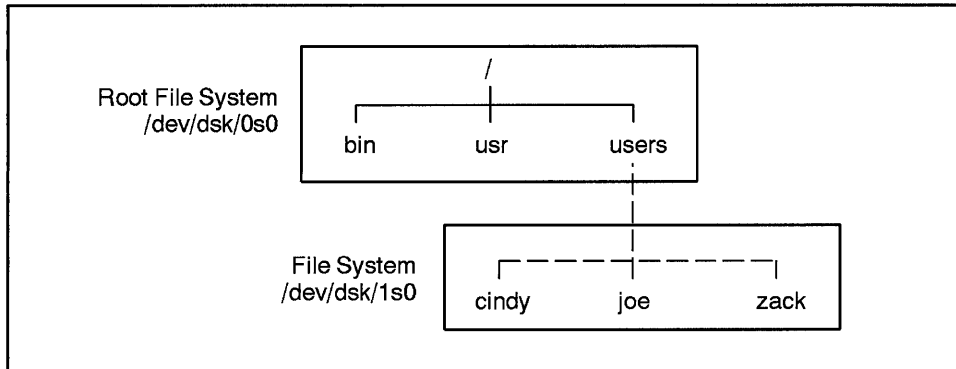 /
Root File System
/dev/dsk/0s0
bin usr users
File System
/dev/dsk/1s0
cindy joe zack